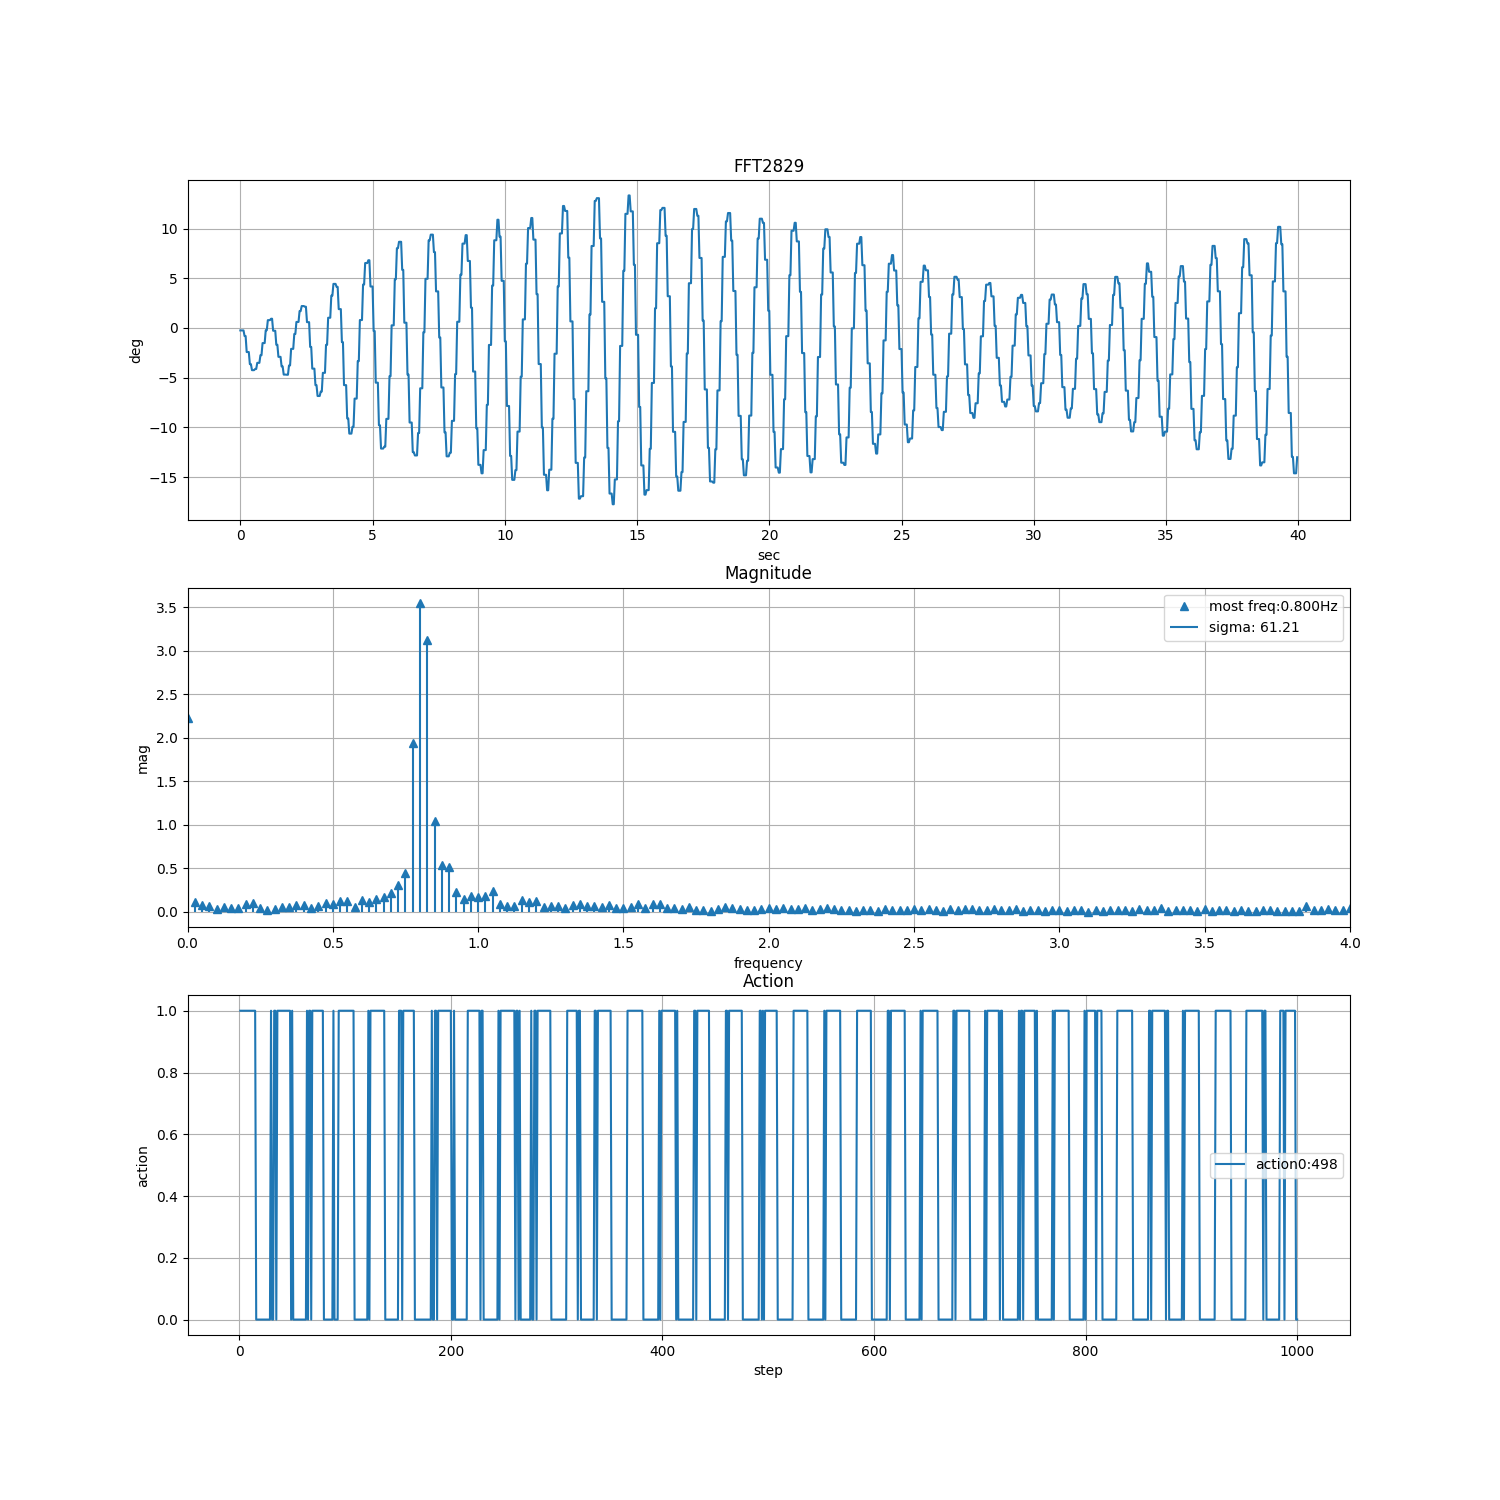 FFT2829
10
5
0
−5
−10
−15
deg
0 5 10 15 20 25 30 35 40
sec
Magnitude
most freq:0.800Hz
sigma: 61.21
3.5
3.0
2.5
2.0
1.5
1.0
0.5
0.0
mag
0.0 0.5 1.0 1.5 2.0 2.5 3.0 3.5 4.0
frequency
Action
1.0
0.8
0.6
0.4
0.2
0.0
action
action0:498
0 200 400 600 800 1000
step